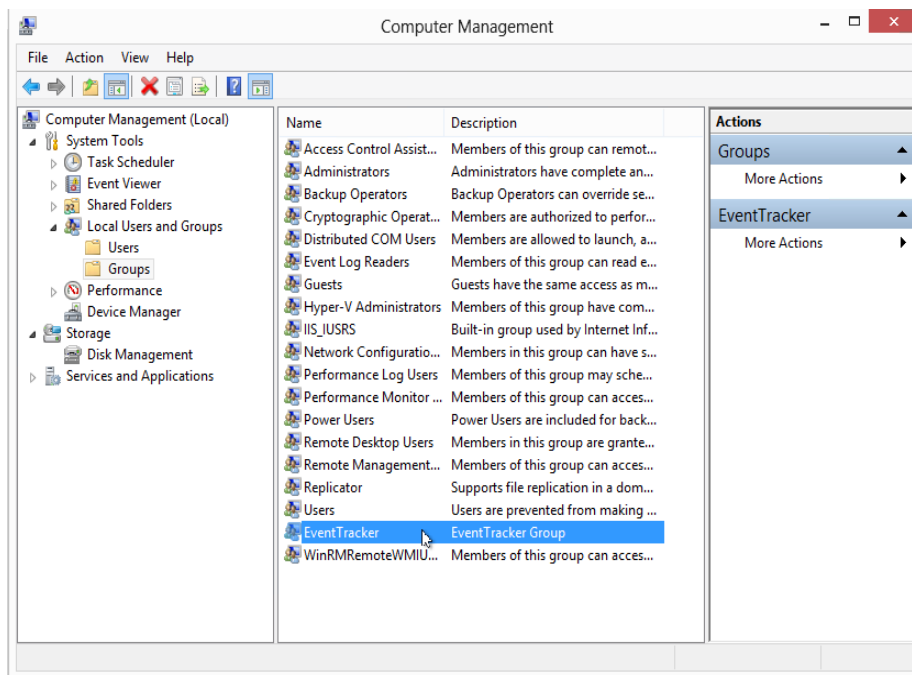 Computer Management
File Action View Help
Computer Management (Local)
System Tools
Task Scheduler
Event Viewer
Shared Folders
Local Users and Groups
Users
Groups
Performance
Device Manager
Storage
Disk Management
Services and Applications
Name Description
Access Control Assist... Members of this group can remot...
Administrators Administrators have complete an...
Backup Operators Backup Operators can override se...
Cryptographic Operat... Members are authorized to perfor...
Distributed COM Users Members are allowed to launch, a...
Event Log Readers Members of this group can read e...
Guests Guests have the same access as m...
Hyper-V Administrators Members of this group have com...
IIS_IUSRS Built-in group used by Internet Inf...
Network Configuratio... Members in this group can have s...
Performance Log Users Members of this group may sche...
Performance Monitor ... Members of this group can acces...
Power Users Power Users are included for back...
Remote Desktop Users Members in this group are grante...
Remote Management... Members of this group can acces...
Replicator Supports file replication in a dom...
Users Users are prevented from making ...
EventTracker EventTracker Group
WinRMRemoteWMIU... Members of this group can acces...
Actions
Groups
More Actions
EventTracker
More Actions